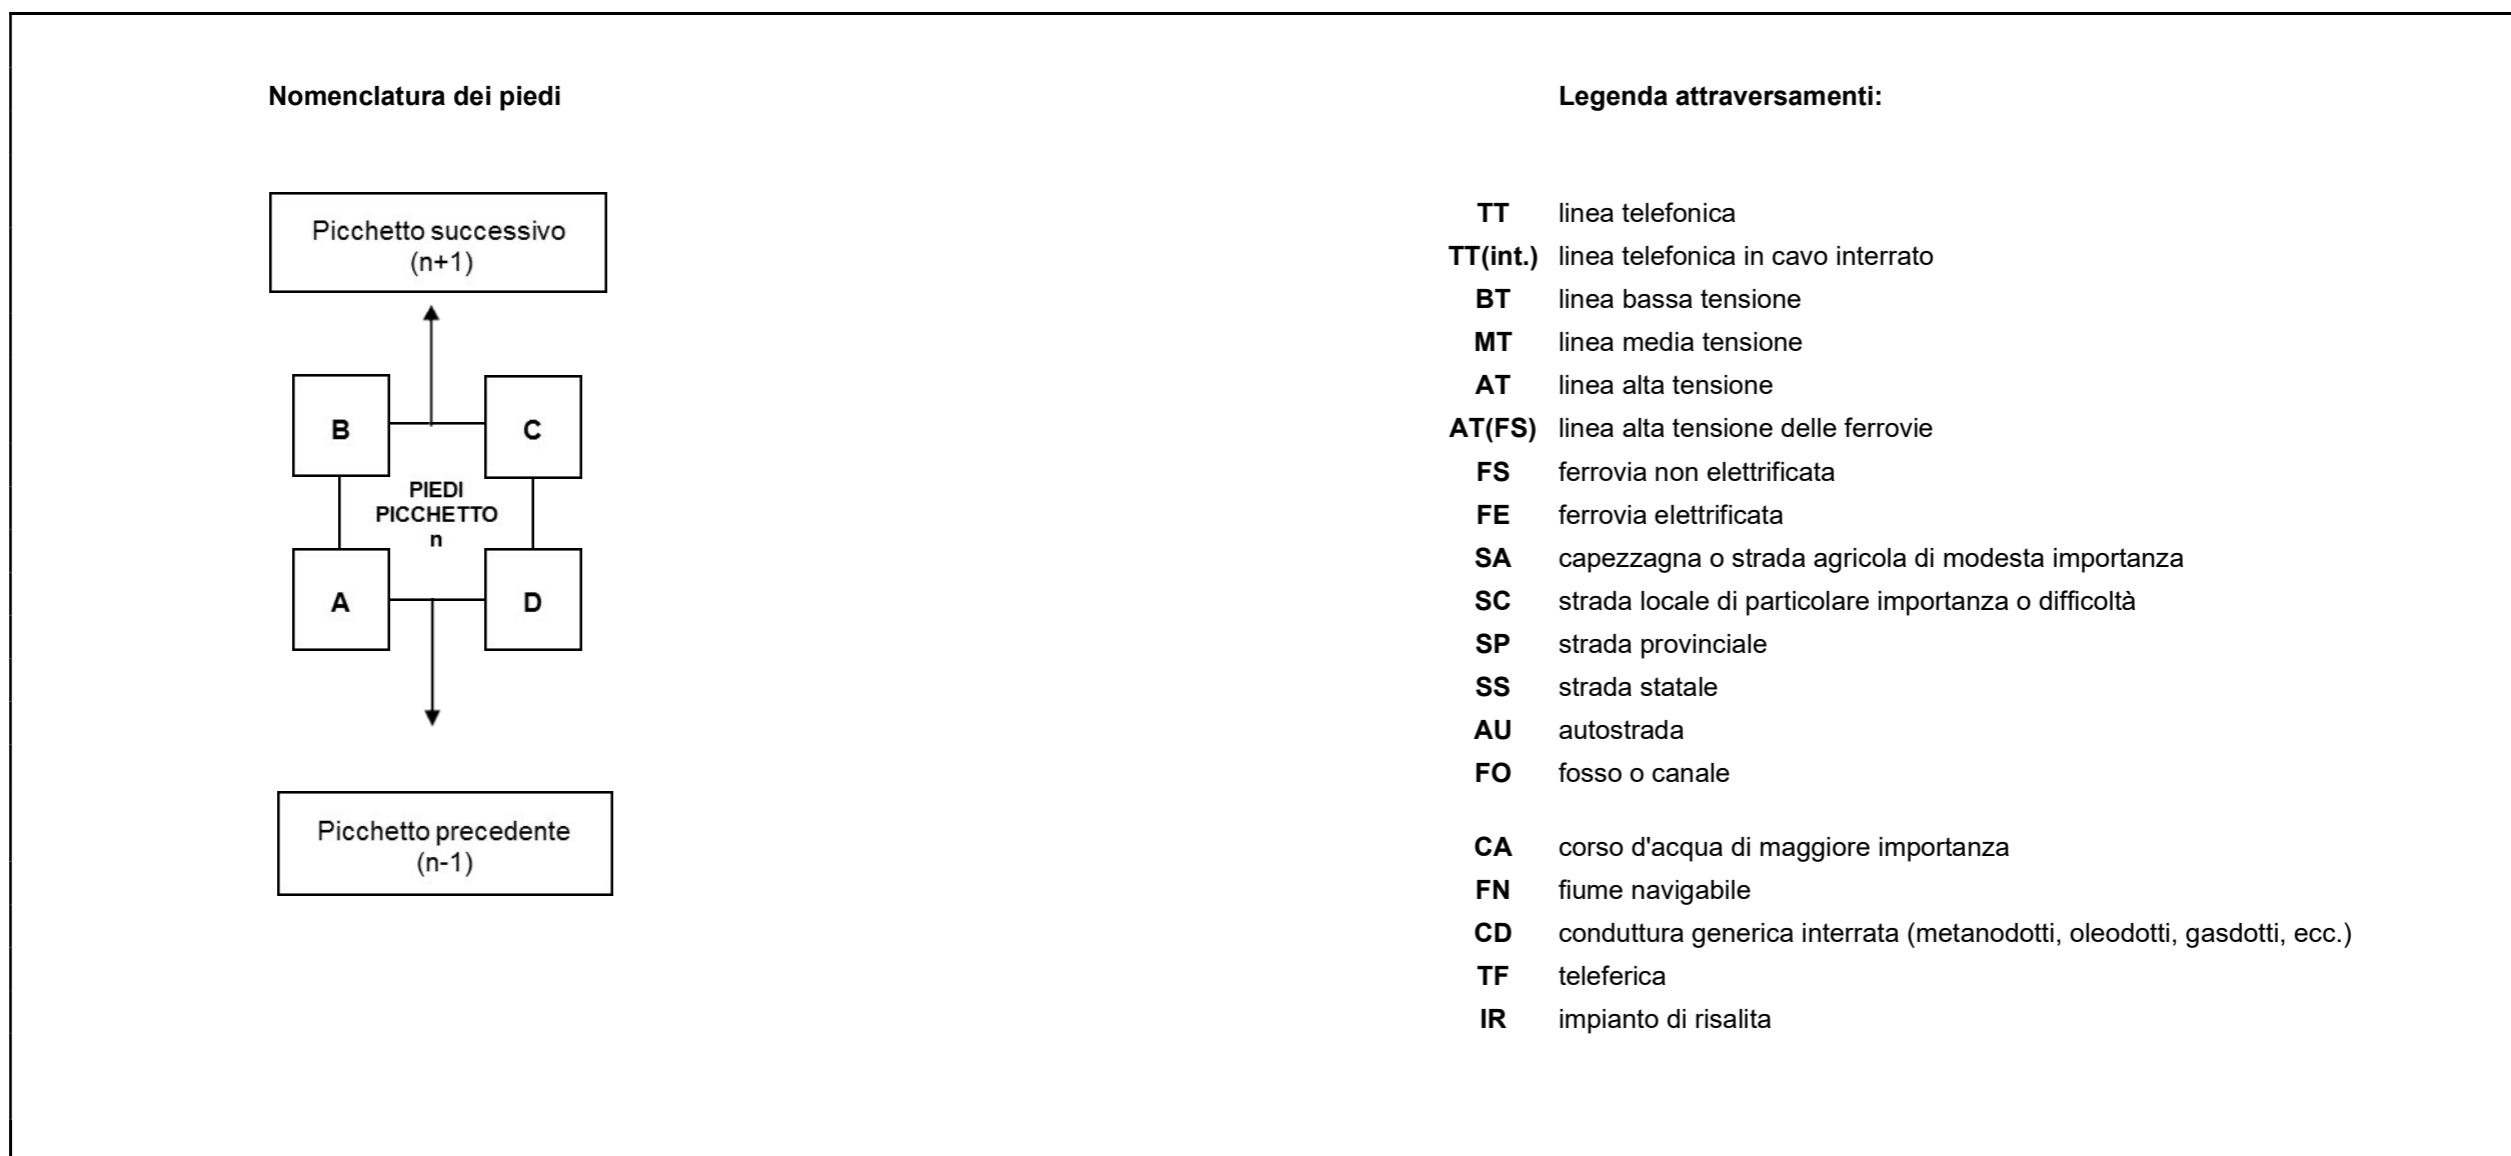 Nomenclatura dei piedi
Picchetto successivo
(n+1)
B
C
PIEDI
PICCHETTO
n
A
D
Picchetto precedente
(n-1)
Legenda attraversamenti:
TT linea telefonica
TT(int.) linea telefonica in cavo interrato
BT linea bassa tensione
MT linea media tensione
AT linea alta tensione
AT(FS) linea alta tensione delle ferrovie
FS ferrovia non elettrificata
FE ferrovia elettrificata
SA capezzagna o strada agricola di modesta importanza
SC strada locale di particolare importanza o difficoltà
SP strada provinciale
SS strada statale
AU autostrada
FO fosso o canale
CA corso d'acqua di maggiore importanza
FN fiume navigabile
CD conduttura generica interrata (metanodotti, oleodotti, gasdotti, ecc.)
TF teleferica
IR impianto di risalita